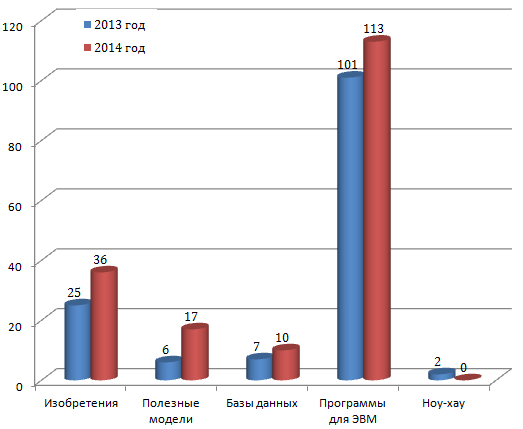 2013 год
2014 год
120
100
80
60
40
20
0
25
36
6
17
7
10
101
113
2
0
Изобретения
Полезные
модели
Базы данных
Программы
для ЭВМ
Ноу-хау